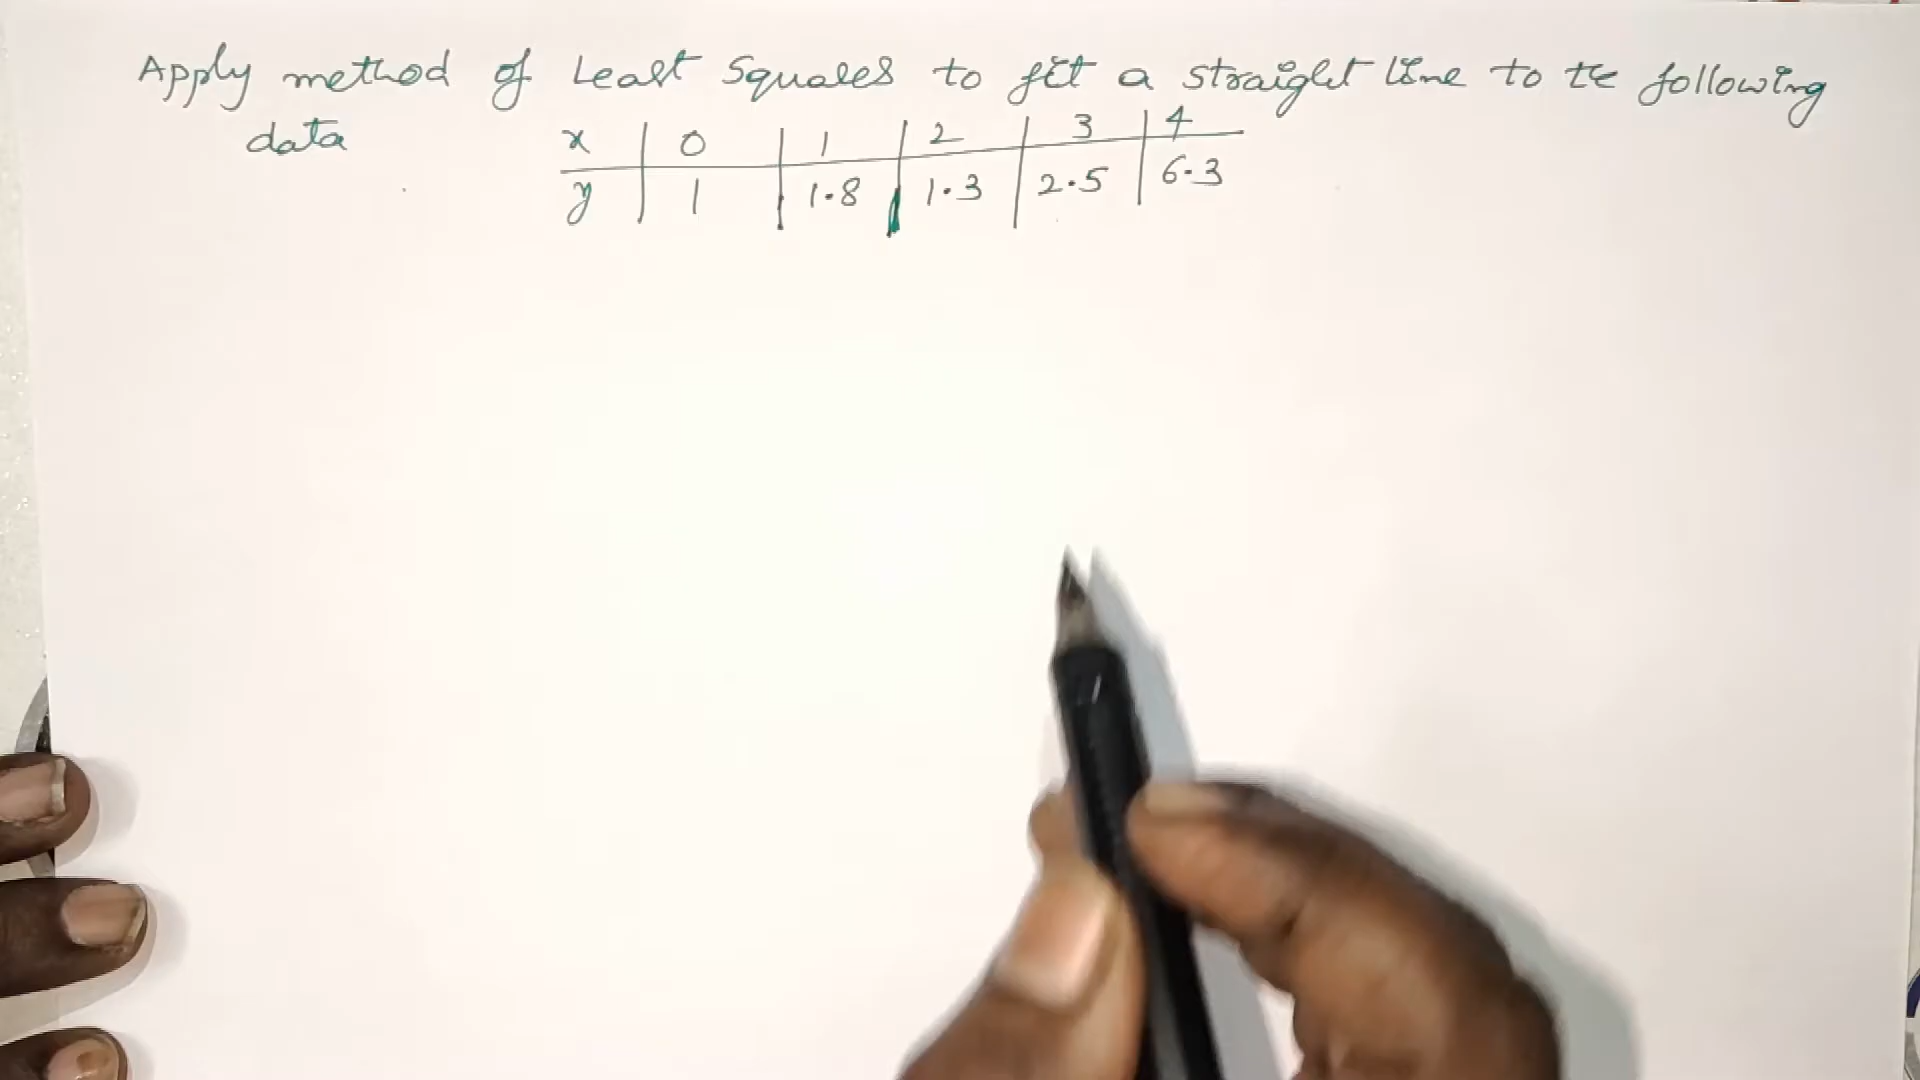 Apply method of Least Squares to fit a straight line to te following
data
x 0 1 2 3 4
y 1 1.8 1.3 2.5 6.3